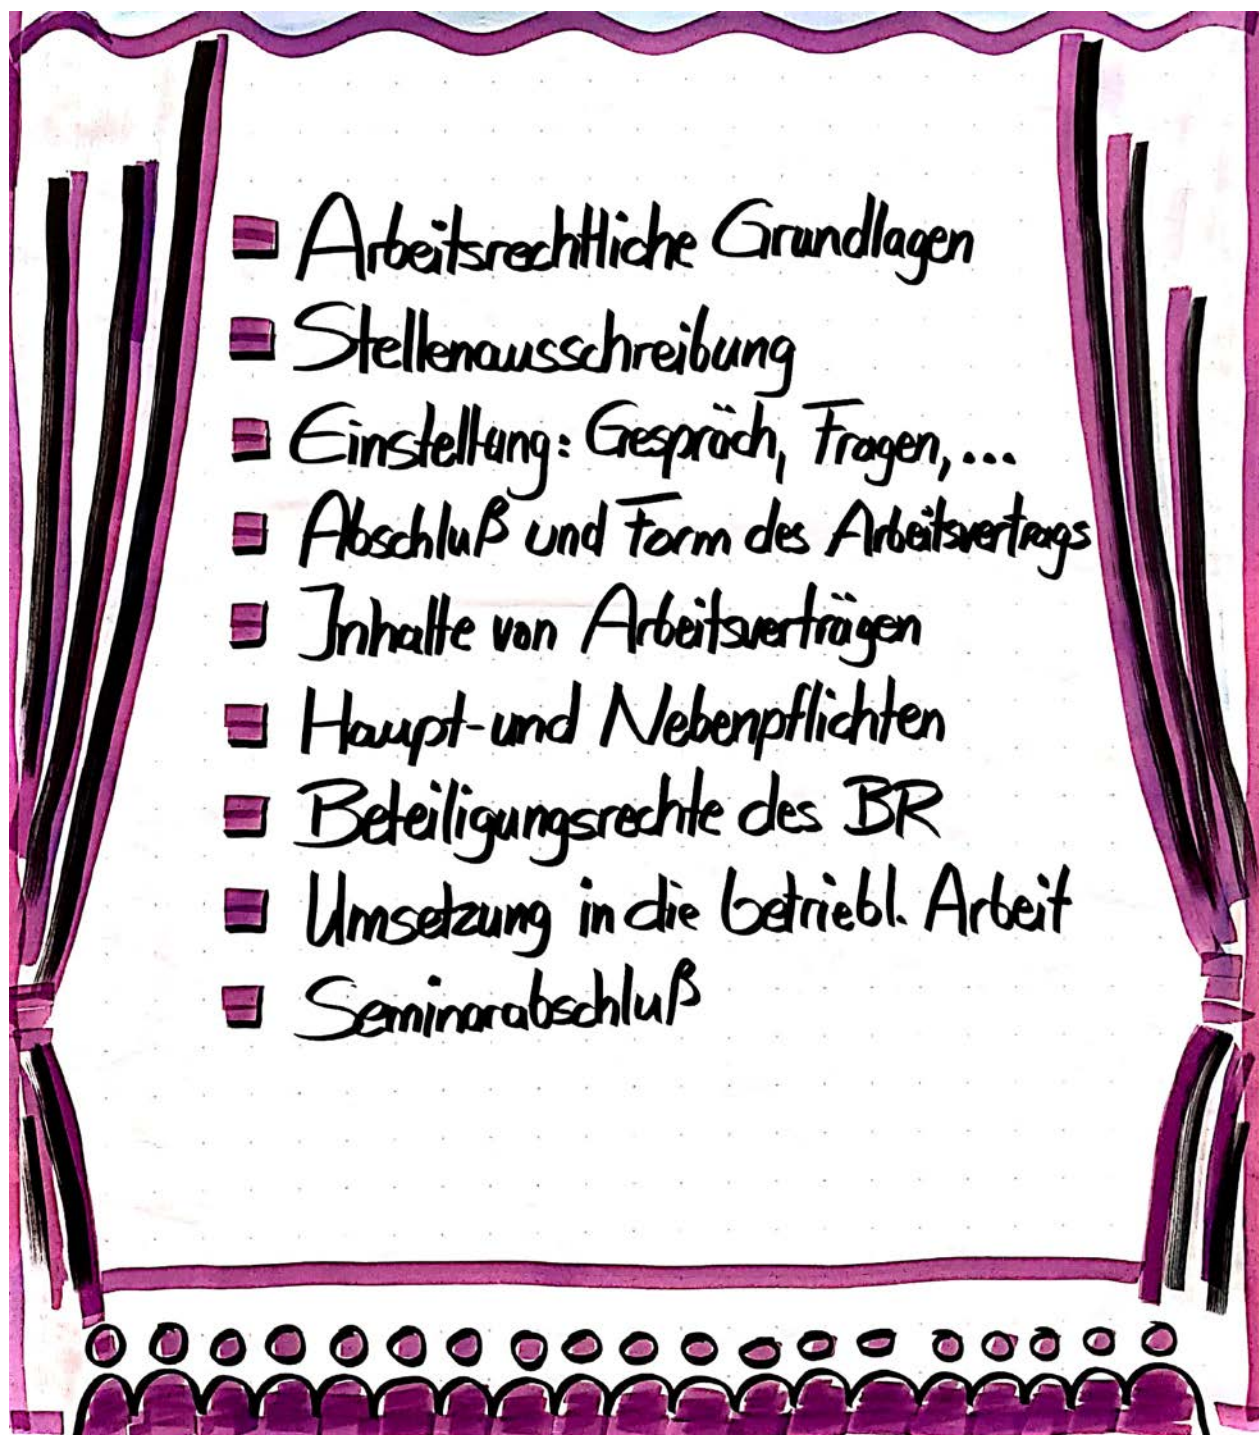 Arbeitsrechtliche Grundlagen
Stellenausschreibung
Einstellung: Gespräch, Fragen, ...
Abschluß und Form des Arbeitsvertrags
Inhalte von Arbeitsverträgen
Haupt- und Nebenpflichten
Beteiligungsrechte des BR
Umsetzung in die betriebl. Arbeit
Seminarabschluß